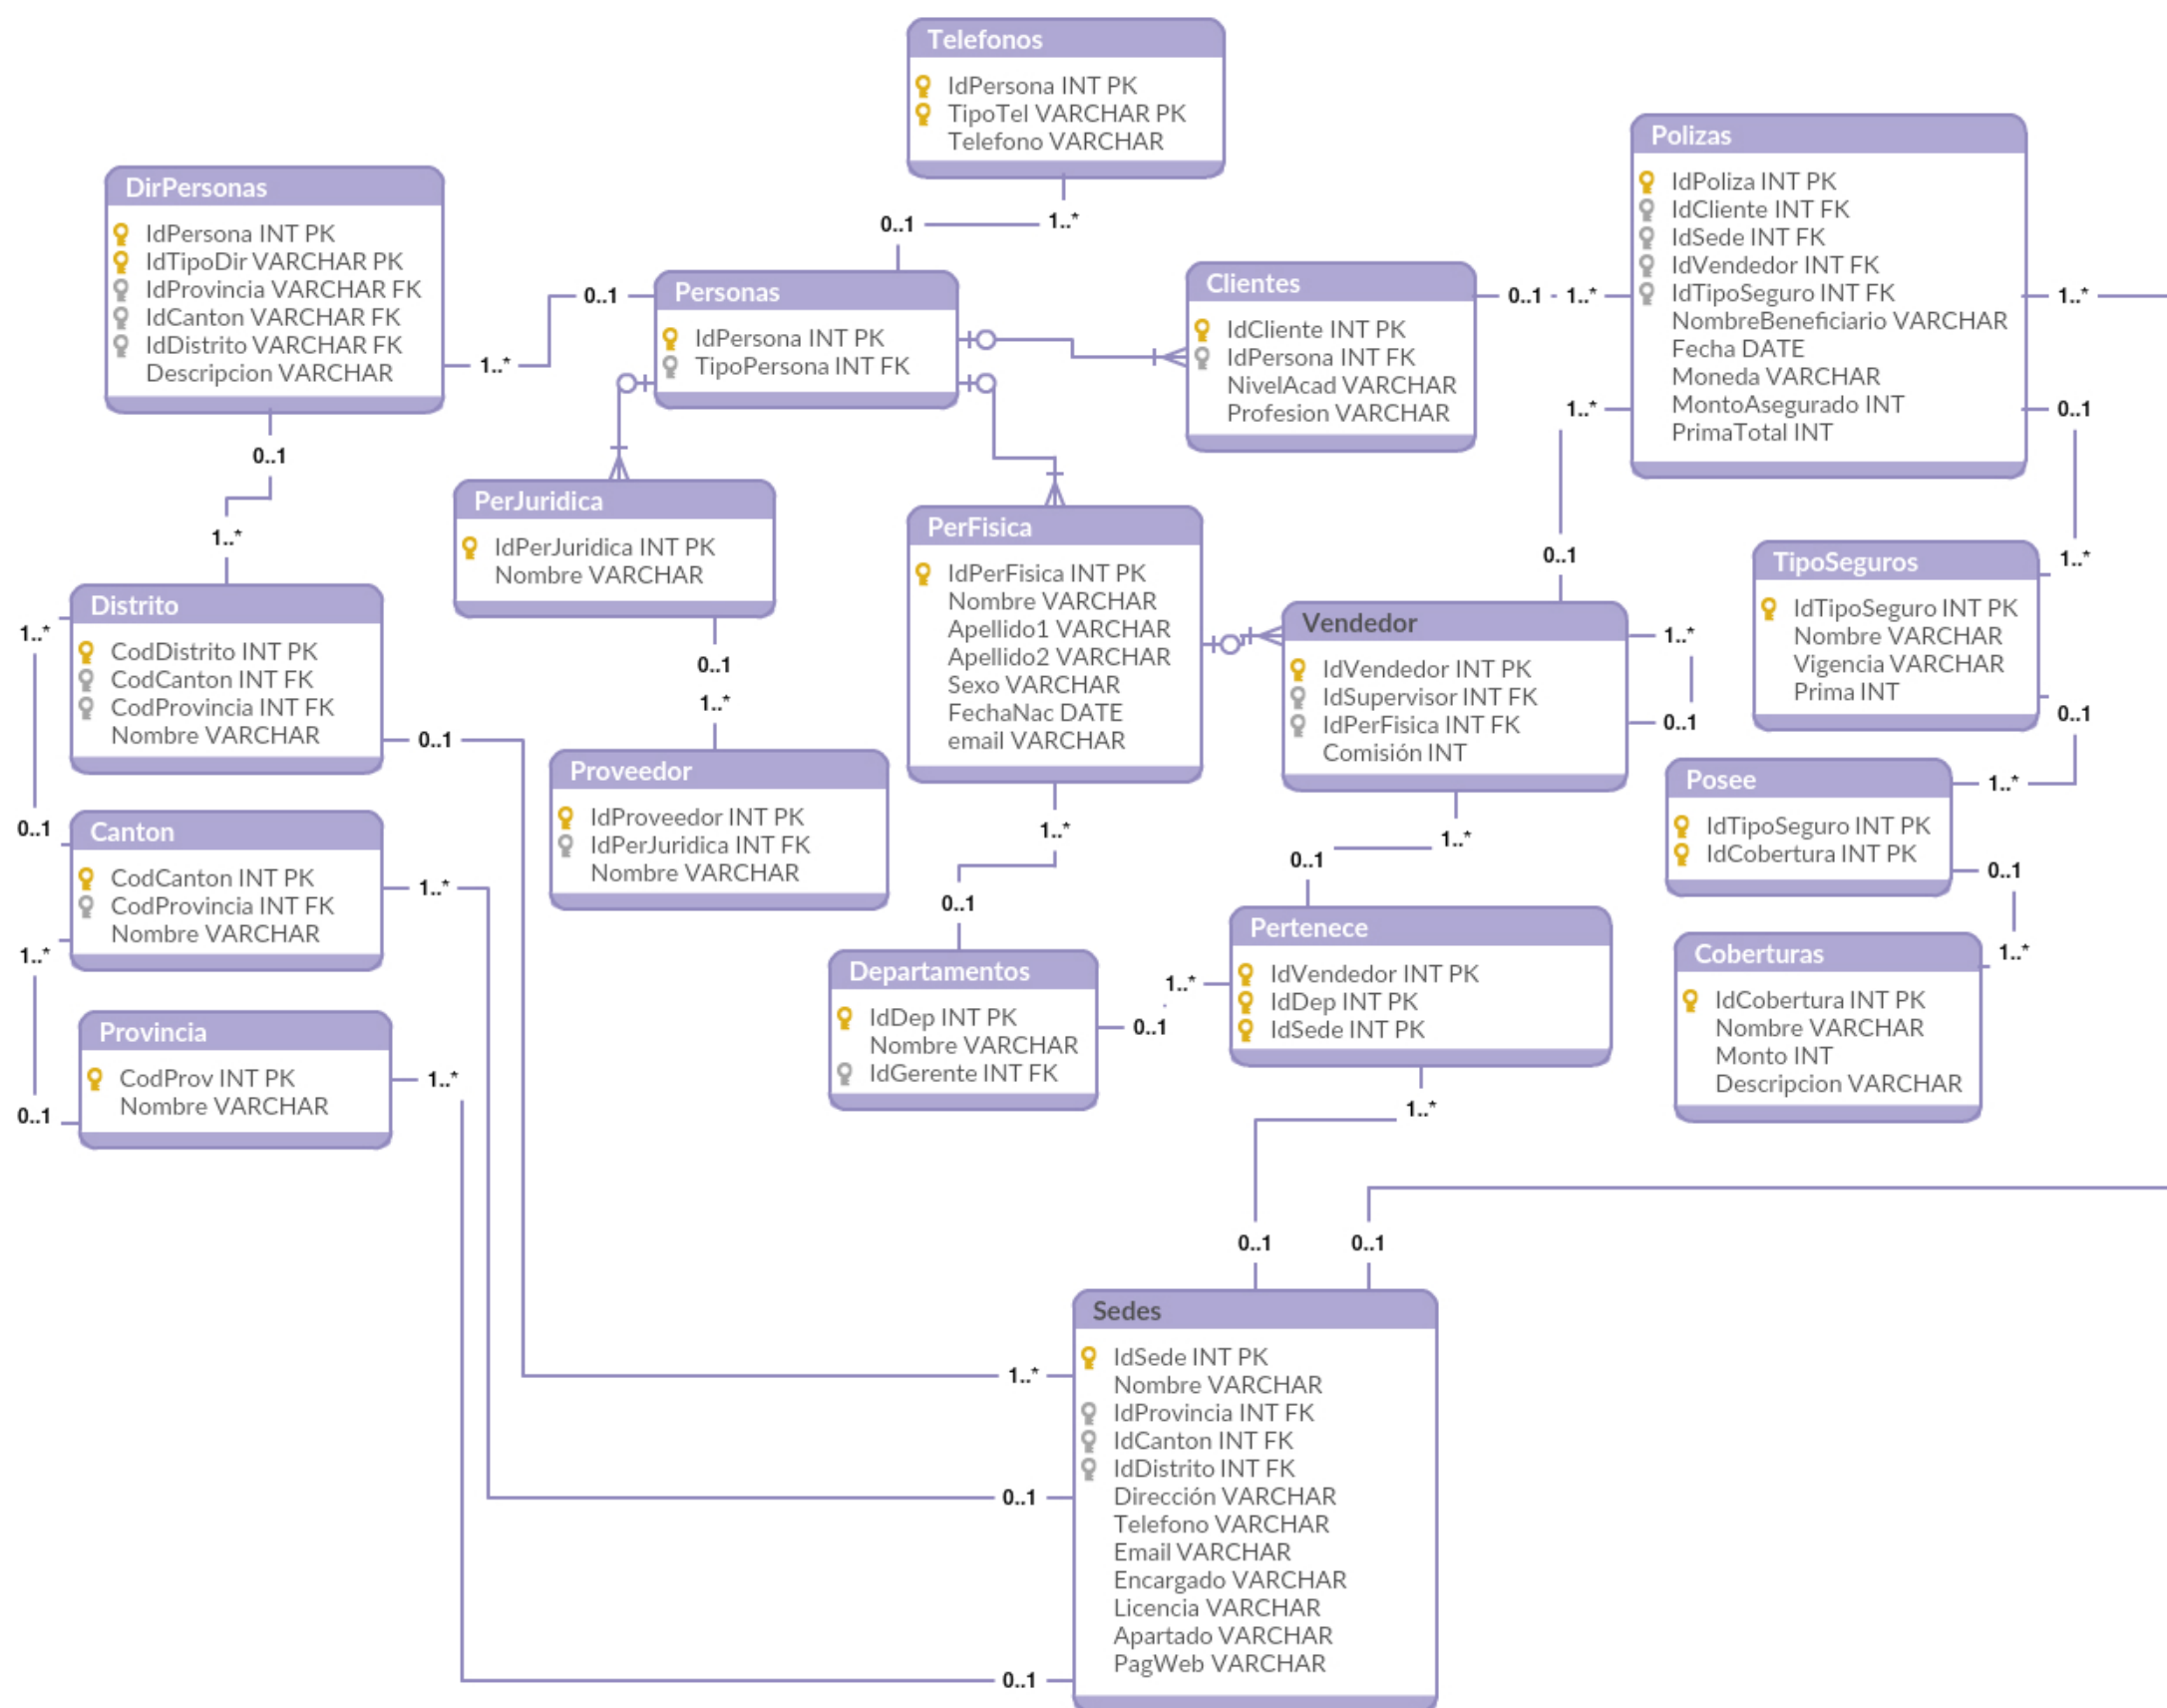 Telefonos
IdPersona INT PK
TipoTel VARCHAR PK
Telefono VARCHAR
1..*
0..1
DirPersonas
IdPersona INT PK
IdTipoDir VARCHAR PK
IdProvincia VARCHAR FK
IdCanton VARCHAR FK
IdDistrito VARCHAR FK
Descripcion VARCHAR
0..1
1..*
0..1
1..*
Personas
IdPersona INT PK
TipoPersona INT FK
Clientes
IdCliente INT PK
IdPersona INT FK
NivelAcad VARCHAR
Profesion VARCHAR
0..1
1..*
Polizas
IdPoliza INT PK
IdCliente INT FK
IdSede INT FK
IdVendedor INT FK
IdTipoSeguro INT FK
NombreBeneficiario VARCHAR
Fecha DATE
Moneda VARCHAR
MontoAsegurado INT
PrimaTotal INT
1..*
1..*
0..1
0..1
1..*
PerJuridica
IdPerJuridica INT PK
Nombre VARCHAR
0..1
1..*
PerFisica
IdPerFisica INT PK
Nombre VARCHAR
Apellido1 VARCHAR
Apellido2 VARCHAR
Sexo VARCHAR
FechaNac DATE
email VARCHAR
1..*
0..1
Vendedor
IdVendedor INT PK
IdSupervisor INT FK
IdPerFisica INT FK
Comisión INT
1..*
0..1
1..*
0..1
TipoSeguros
IdTipoSeguro INT PK
Nombre VARCHAR
Vigencia VARCHAR
Prima INT
0..1
1..*
Distrito
CodDistrito INT PK
CodCanton INT FK
CodProvincia INT FK
Nombre VARCHAR
1..*
0..1
0..1
Proveedor
IdProveedor INT PK
IdPerJuridica INT FK
Nombre VARCHAR
Posee
IdTipoSeguro INT PK
IdCobertura INT PK
0..1
1..*
Canton
CodCanton INT PK
CodProvincia INT FK
Nombre VARCHAR
1..*
1..*
0..1
Departamentos
IdDep INT PK
Nombre VARCHAR
IdGerente INT FK
0..1
1..*
Pertenece
IdVendedor INT PK
IdDep INT PK
IdSede INT PK
1..*
0..1
0..1
Coberturas
IdCobertura INT PK
Nombre VARCHAR
Monto INT
Descripcion VARCHAR
Provincia
CodProv INT PK
Nombre VARCHAR
1..*
Sedes
IdSede INT PK
Nombre VARCHAR
IdProvincia INT FK
IdCanton INT FK
IdDistrito INT FK
Dirección VARCHAR
Telefono VARCHAR
Email VARCHAR
Encargado VARCHAR
Licencia VARCHAR
Apartado VARCHAR
PagWeb VARCHAR
1..*
0..1
0..1